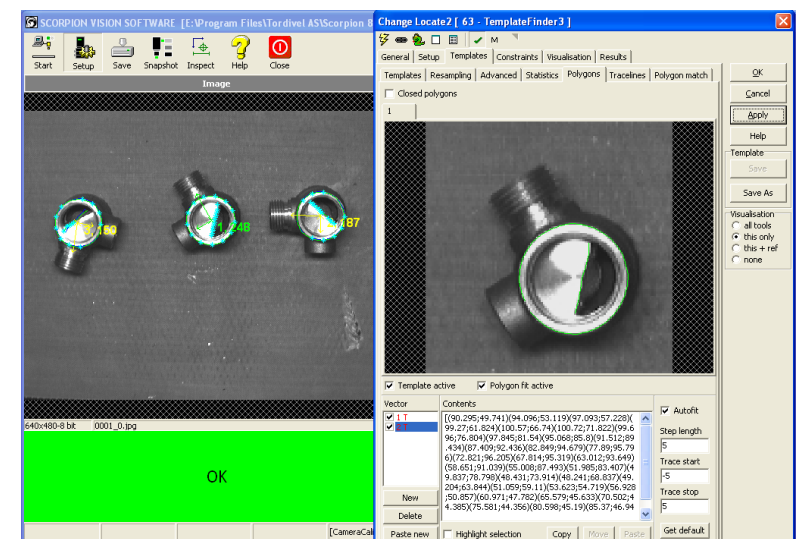 SCORPION VISION SOFTWARE [E:\Program Files\Tordivel AS\Scorpion 8
Start Setup Save Snapshot Inspect Help Close
Image
1,248
187
640x480-8 bit 0001_0.jpg
OK
[CameraCal
Change Locate2 [ 63 - TemplateFinder3 ]
M
General Setup Templates Constraints Visualisation Results
Templates Resampling Advanced Statistics Polygons Tracelines Polygon match
Closed polygons
1
Template active Polygon fit active
Vector Contents
1 T
[(90.295;49.741)(94.096;53.119)(97.093;57.228)(
99.27;61.824)(100.57;66.74)(100.72;71.822)(99.6
96;76.804)(97.845;81.54)(95.068;85.8)(91.512;89
.434)(87.409;92.436)(82.849;94.679)(77.89;95.79
6)(72.821;96.205)(67.814;95.319)(63.012;93.649)
(58.651;91.039)(55.008;87.493)(51.985;83.407)(4
9.837;78.798)(48.431;73.914)(48.241;68.837)(49.
204;63.844)(51.059;59.11)(53.623;54.719)(56.928
;50.857)(60.971;47.782)(65.579;45.633)(70.502;4
4.385)(75.581;44.356)(80.598;45.19)(85.37;46.94
New
Delete
Paste new
Highlight selection Copy Move Paste
Autofit
Step length
5
Trace start
-5
Trace stop
5
Get default
OK
Cancel
Apply
Help
Template
Save
Save As
Visualisation
all tools
this only
this + ref
none